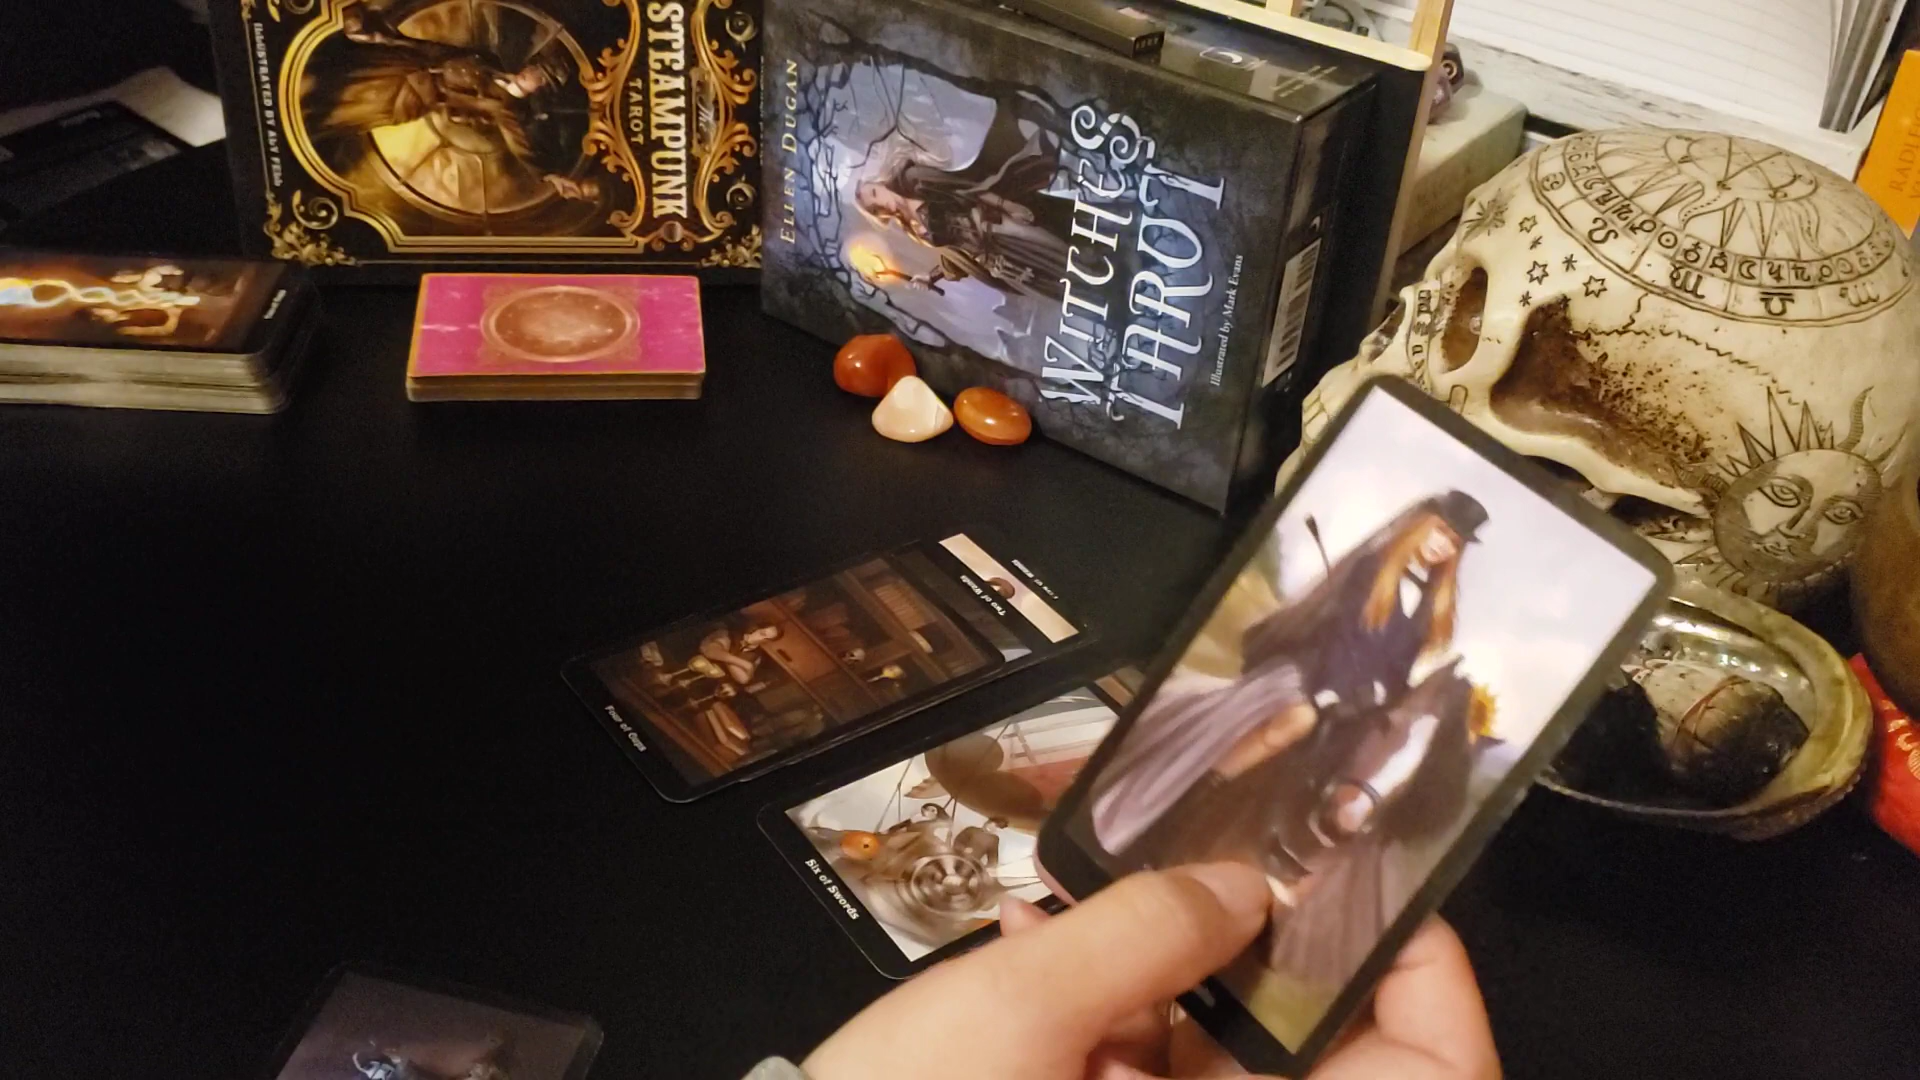 ILLUSTRATED BY ALY FELL
The
STEAMPUNK
TAROT
ELLEN DUGAN
WITCHES
TAROT
Illustrated by Mark Evans
Two of Wands
Four of Cups
Six of Swords